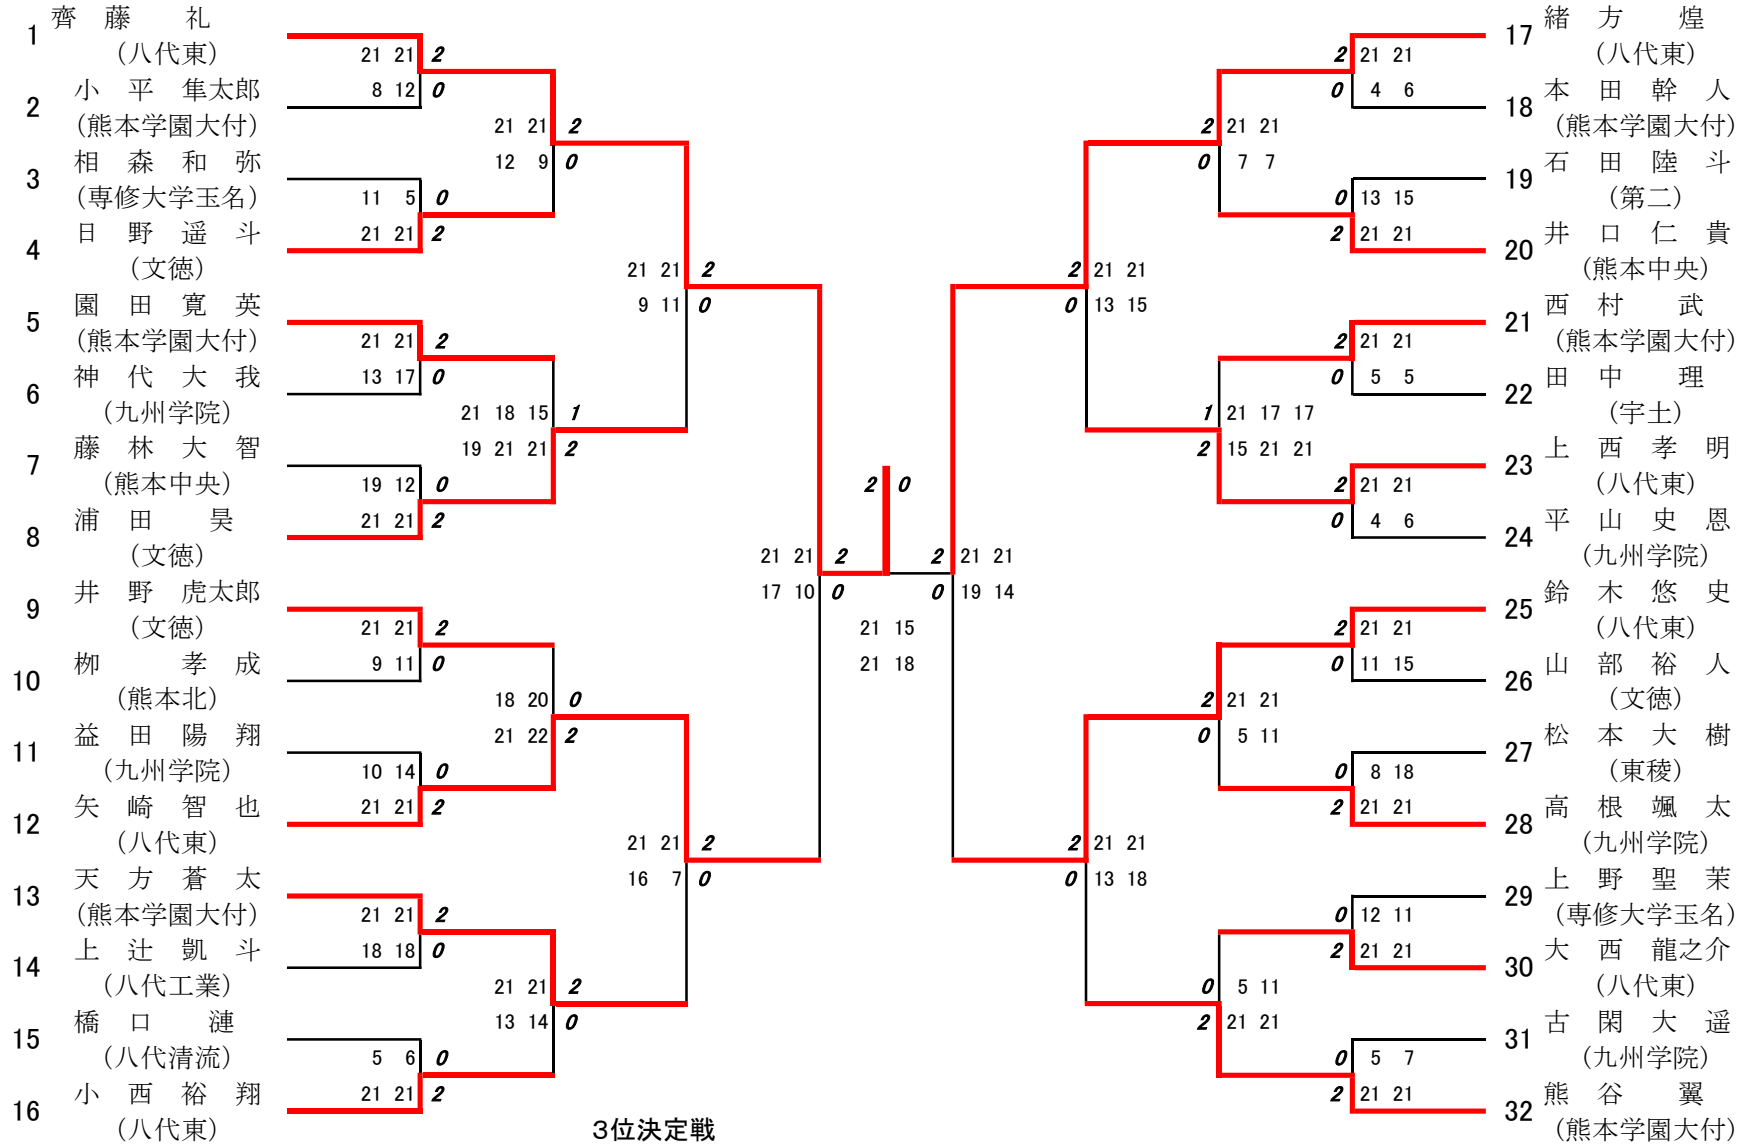 1 齊藤 礼
(八代東)
2 小平 隼太郎
(熊本学園大付)
3 相森和弥
(専修大学玉名)
4 日野遥斗
(文徳)
5 園田寛英
(熊本学園大付)
6 神代大我
(九州学院)
7 藤林大智
(熊本中央)
8 浦田 昊
(文徳)
9 井野 虎太郎
(文徳)
10 栁 孝成
(熊本北)
11 益田陽翔
(九州学院)
12 矢崎智也
(八代東)
13 天方蒼太
(熊本学園大付)
14 上辻凱斗
(八代工業)
15 橋口 漣
(八代清流)
16 小西裕翔
(八代東)
21 21 2
8 12 0
11 5 0
21 21 2
21 21 2
13 17 0
19 12 0
21 21 2
21 21 2
9 11 0
10 14 0
21 21 2
21 21 2
18 18 0
5 6 0
21 21 2
21 21 2
12 9 0
21 18 15 1
19 21 21 2
18 20 0
21 22 2
21 21 2
13 14 0
21 21 2
9 11 0
21 21 2
16 7 0
21 21 2
17 10 0
2 0
21 15
21 18
2 21 21
0 19 14
2 21 21
0 13 15
2 21 21
0 13 18
2 21 21
0 7 7
1 21 17 17
2 15 21 21
2 21 21
0 5 11
0 5 11
2 21 21
2 21 21
0 4 6
0 13 15
2 21 21
2 21 21
0 5 5
2 21 21
0 4 6
2 21 21
0 11 15
0 8 18
2 21 21
0 12 11
2 21 21
0 5 7
2 21 21
17 緒方 煌
(八代東)
18 本田幹人
(熊本学園大付)
19 石田陸斗
(第二)
20 井口仁貴
(熊本中央)
21 西村 武
(熊本学園大付)
22 田中 理
(宇土)
23 上西孝明
(八代東)
24 平山史恩
(九州学院)
25 鈴木悠史
(八代東)
26 山部裕人
(文徳)
27 松本大樹
(東稜)
28 高根颯太
(九州学院)
29 上野聖茉
(専修大学玉名)
30 大西 龍之介
(八代東)
31 古閑大遥
(九州学院)
32 熊谷 翼
(熊本学園大付)
3位決定戦